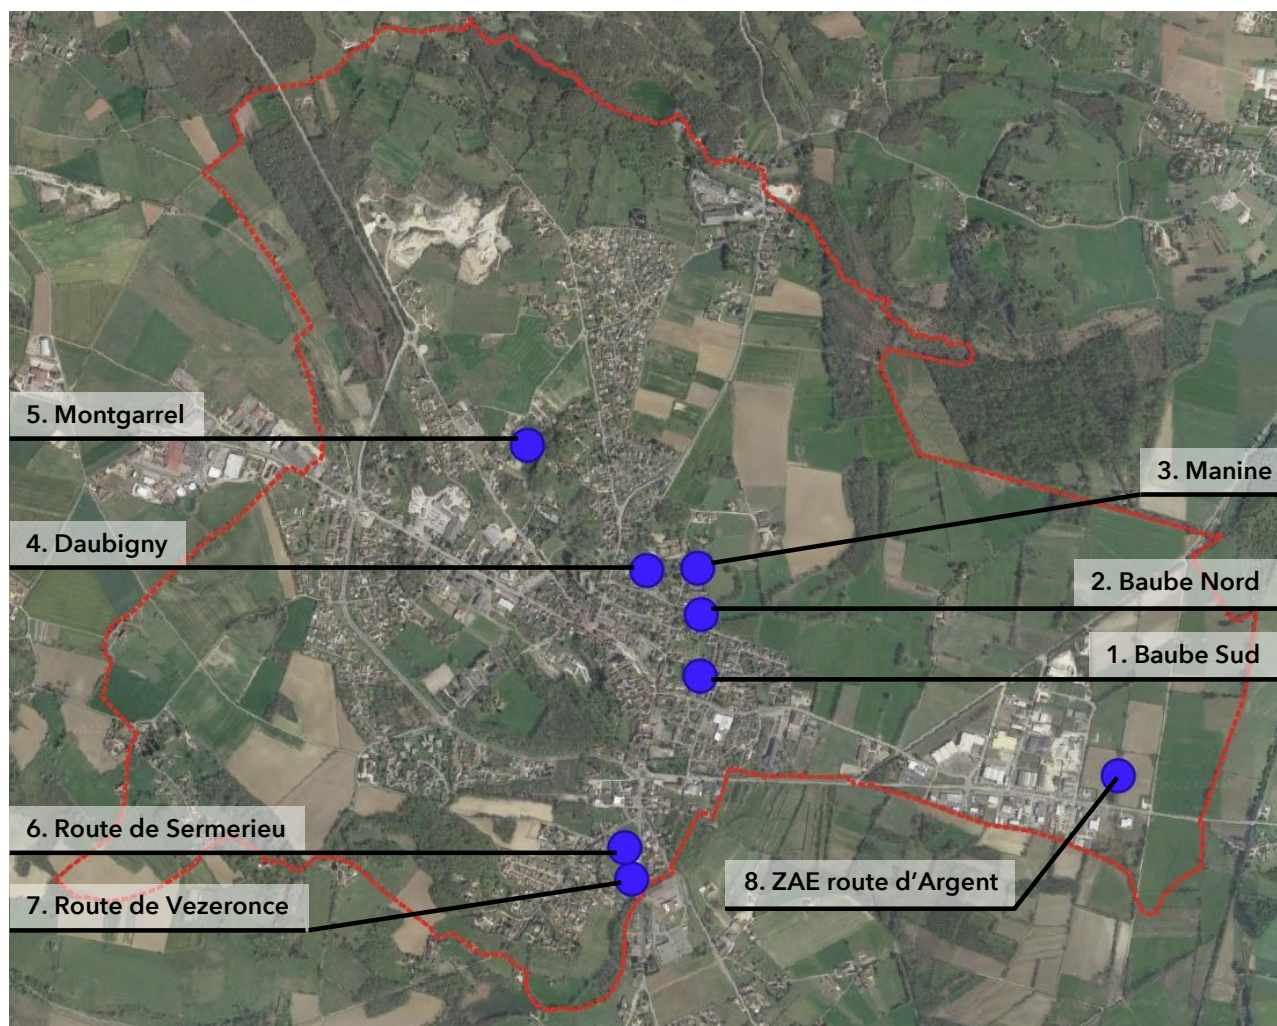 5. Montgarrel
3. Manine
4. Daubigny
2. Baube Nord
1. Baube Sud
6. Route de Sermerieu
8. ZAE route d’Argent
7. Route de Vezeronce